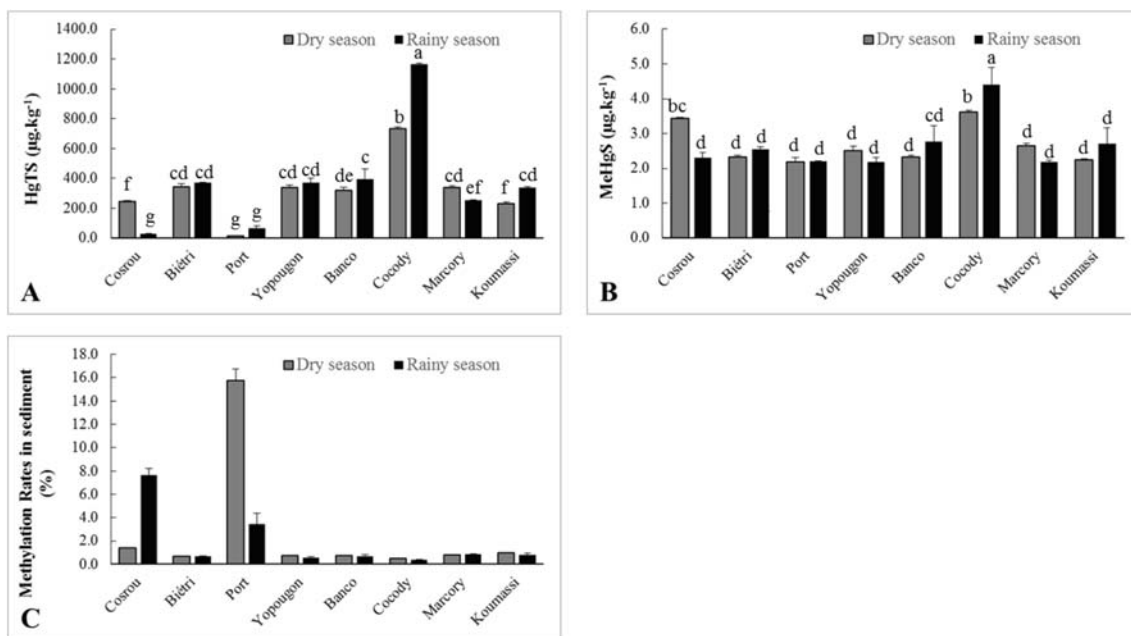 1400.0
1200.0
1000.0
800.0
600.0
400.0
200.0
0.0
HgTS (µg.kg⁻¹)
Dry season Rainy season
f g cd cd g g cd cd de c b a cd ef f cd
Cosrou Biétri Port Yopougon Banco Cocody Marcory Koumassi
A
6.0
5.0
4.0
3.0
2.0
1.0
0.0
MeHgS (µg.kg⁻¹)
Dry season Rainy season
bc d d d d d d d d cd b a d d d d
Cosrou Biétri Port Yopougon Banco Cocody Marcory Koumassi
B
18.0
16.0
14.0
12.0
10.0
8.0
6.0
4.0
2.0
0.0
Methylation Rates in sediment
(%)
Dry season Rainy season
Cosrou Biétri Port Yopougon Banco Cocody Marcory Koumassi
C